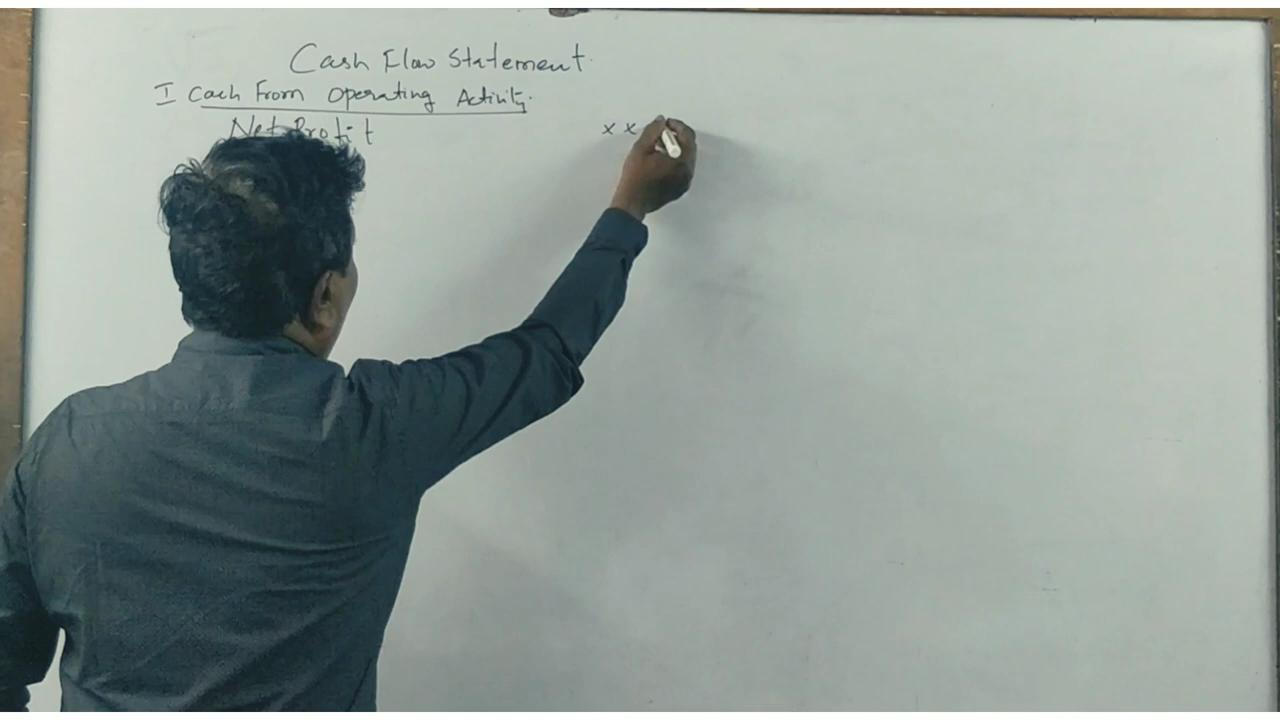 Cash Flow Statement
I Cash From Operating Activity.
Net Profit x x